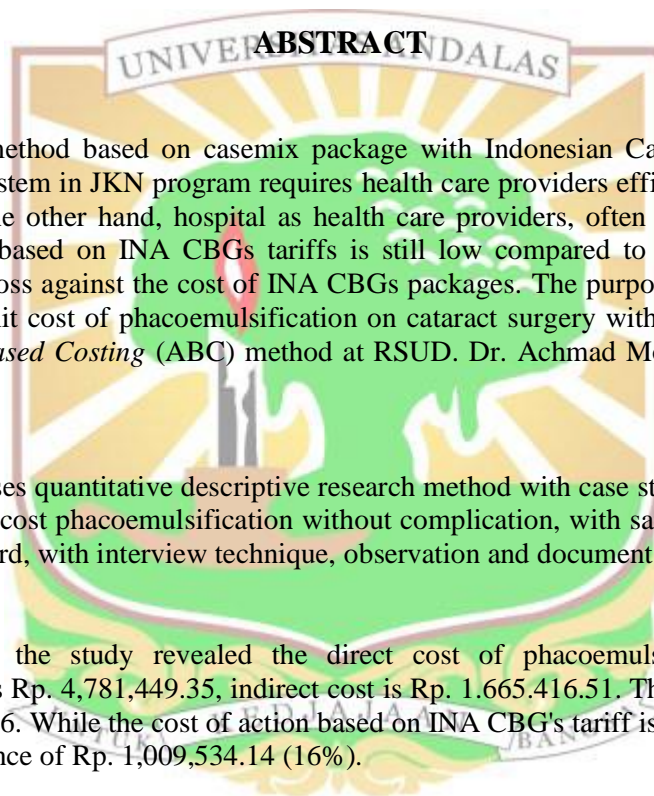 ABSTRACT
UNIVERSITAS ANDALAS
method based on casemix package with Indonesian Ca
stem in JKN program requires health care providers effi
e other hand, hospital as health care providers, often
based on INA CBGs tariffs is still low compared to
oss against the cost of INA CBGs packages. The purpo
it cost of phacoemulsification on cataract surgery with
ased Costing (ABC) method at RSUD. Dr. Achmad Mo
ses quantitative descriptive research method with case st
cost phacoemulsification without complication, with sa
rd, with interview technique, observation and document
the study revealed the direct cost of phacoemuls
s Rp. 4,781,449.35, indirect cost is Rp. 1.665.416.51. Th
6. While the cost of action based on INA CBG's tariff is
nce of Rp. 1,009,534.14 (16%).
UNTUK KEDJAJAAN BANGSA